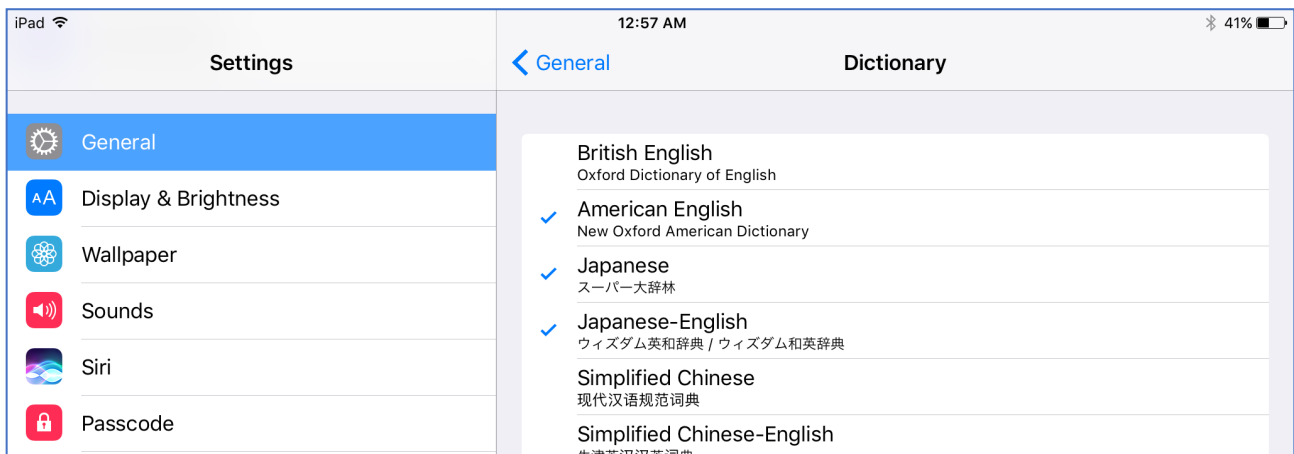 iPad
12:57 AM
41%
Settings
General
Dictionary
General
Display & Brightness
Wallpaper
Sounds
Siri
Passcode
British English
Oxford Dictionary of English
American English
New Oxford American Dictionary
Japanese
スーパー大辞林
Japanese-English
ウィズダム英和辞典 / ウィズダム和英辞典
Simplified Chinese
现代汉语规范词典
Simplified Chinese-English